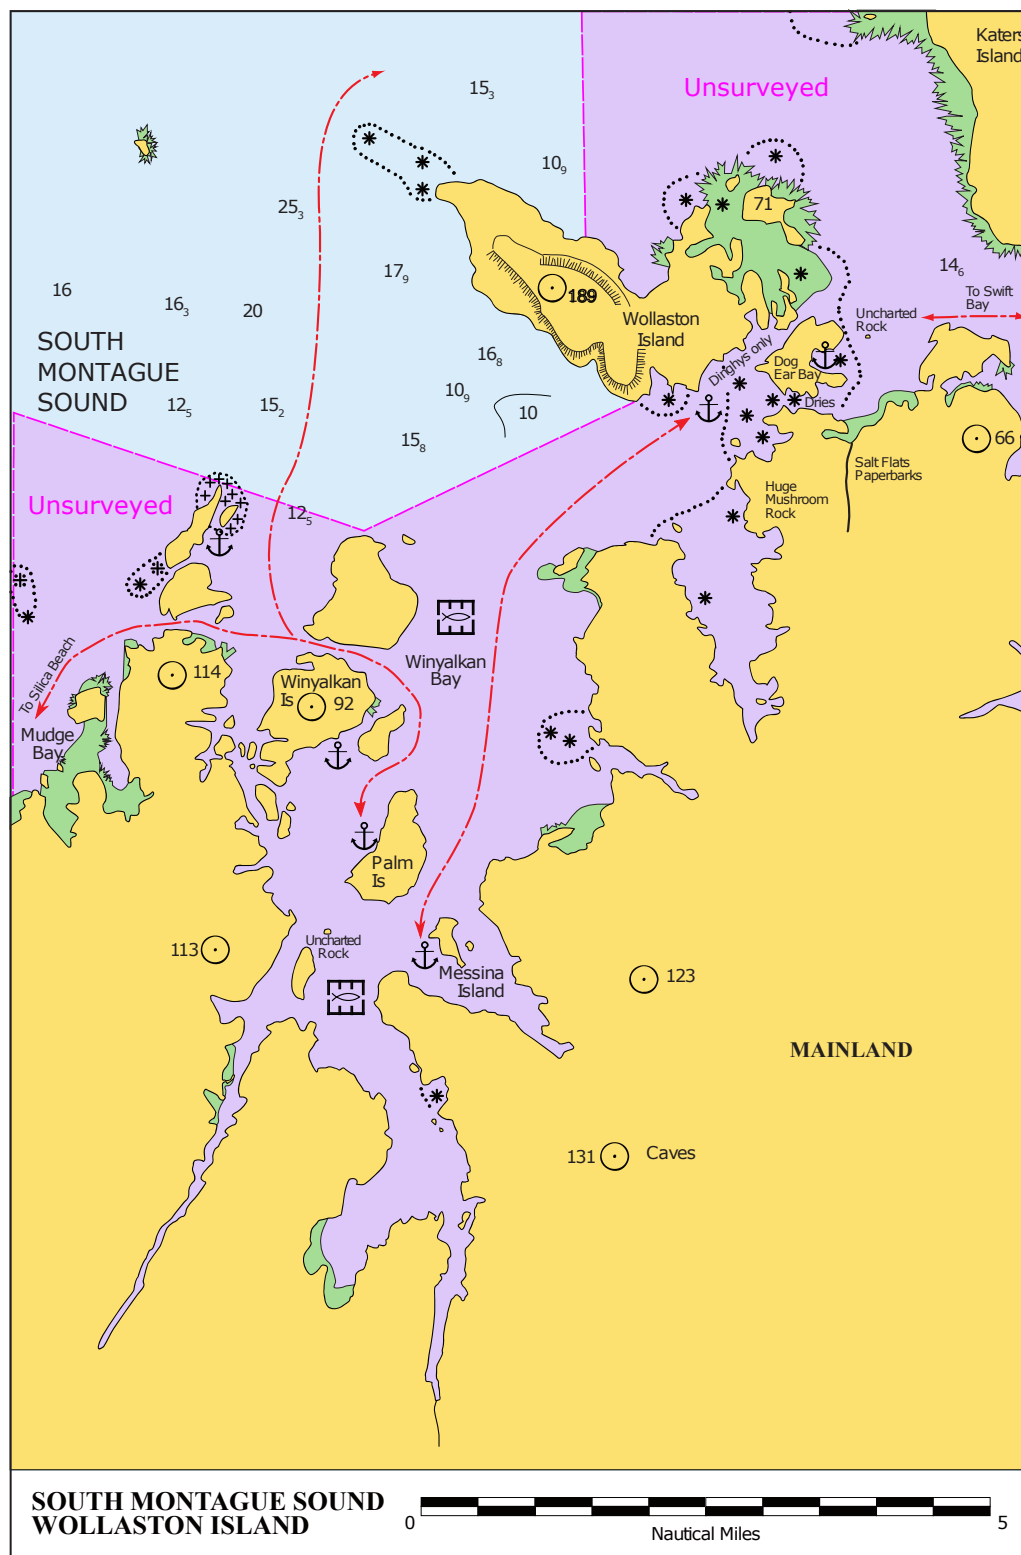 Katers
Island
15₃
Unsurveyed
10₉
71
25₃
14₆
17₉
To Swift
Bay
16
189
16₃
20
Uncharted
Rock
Wollaston
Island
SOUTH
MONTAGUE
SOUND
16₈
Dinghys only
Dog
Ear Bay
10₉
12₅
15₂
10
Dries
15₈
66
Salt Flats
Paperbarks
Unsurveyed
Huge
Mushroom
Rock
12₅
To Silica Beach
Winyalkan
Bay
114
Winyalkan
Is
92
Mudge
Bay
Palm
Is
113
Uncharted
Rock
Messina
Island
123
MAINLAND
131
Caves
SOUTH MONTAGUE SOUND
WOLLASTON ISLAND
0
5
Nautical Miles